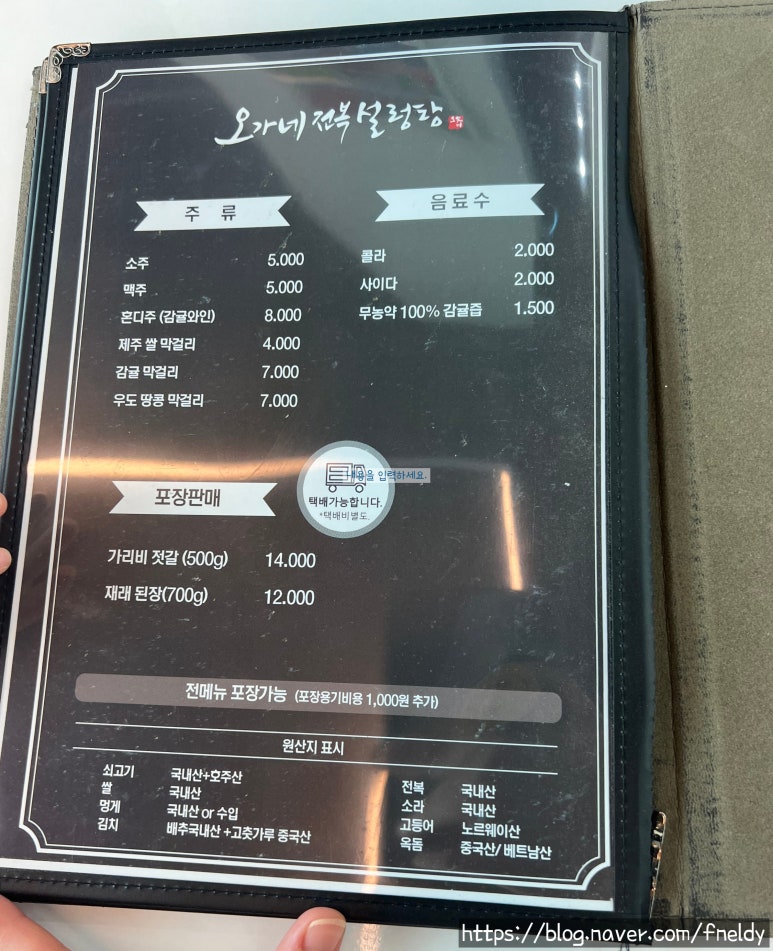 오가네 전복 설렁탕
주 류
소주 5.000
맥주 5.000
혼디주 (감귤와인) 8.000
제주 쌀 막걸리 4.000
감귤 막걸리 7.000
우도 땅콩 막걸리 7.000
음료수
콜라 2.000
사이다 2.000
무농약 100% 감귤즙 1.500
포장판매
내용을 입력하세요.
택배가능합니다.
*택배비별도.
가리비 젓갈 (500g) 14.000
재래 된장(700g) 12.000
전메뉴 포장가능 (포장용기비용 1,000원 추가)
원산지 표시
쇠고기 국내산+호주산
쌀 국내산
멍게 국내산 or 수입
김치 배추국내산 +고춧가루 중국산
전복 국내산
소라 국내산
고등어 노르웨이산
옥돔 중국산/ 베트남산
https://blog.naver.com/fneldy